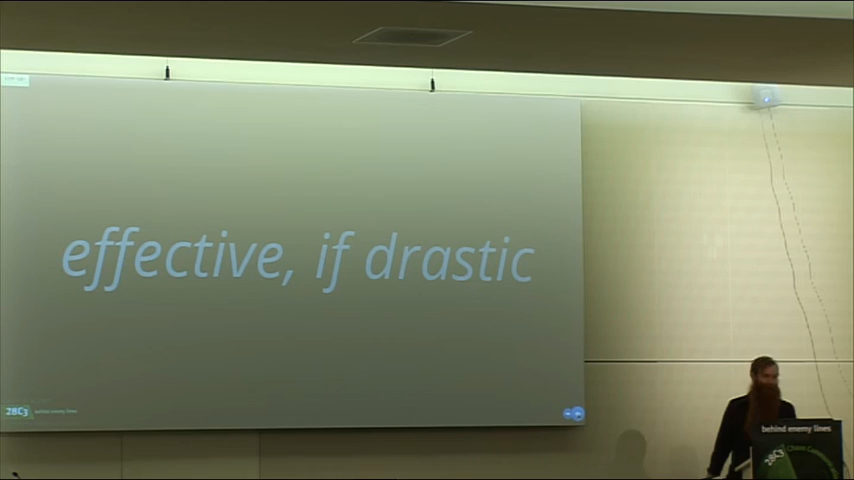 effective, if drastic
28C3
behind enemy lines
behind enemy lines
28C3